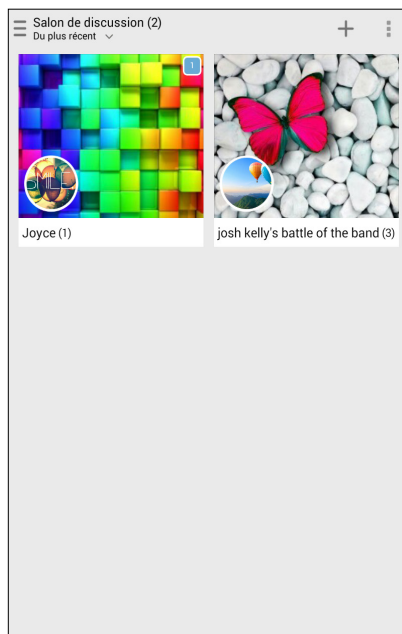 Salon de discussion (2)
Du plus récent
1
SMILE
Joyce (1)
josh kelly's battle of the band (3)